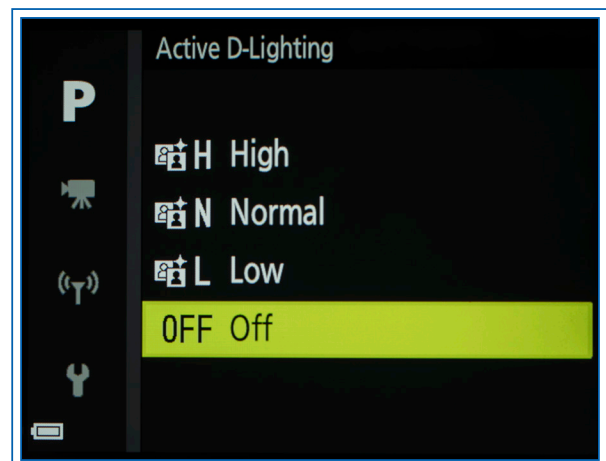 Active D-Lighting
P
H High
N Normal
L Low
OFF Off